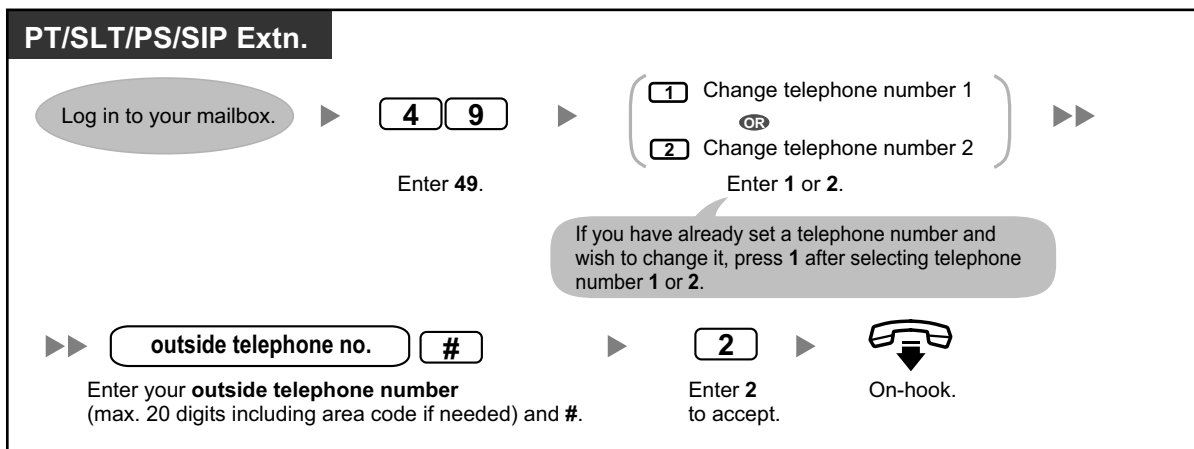 PT/SLT/PS/SIP Extn.
Log in to your mailbox.
4 9
Enter 49.
1 Change telephone number 1
OR
2 Change telephone number 2
Enter 1 or 2.
If you have already set a telephone number and
wish to change it, press 1 after selecting telephone
number 1 or 2.
outside telephone no. #
Enter your outside telephone number
(max. 20 digits including area code if needed) and #.
2
Enter 2
to accept.
On-hook.